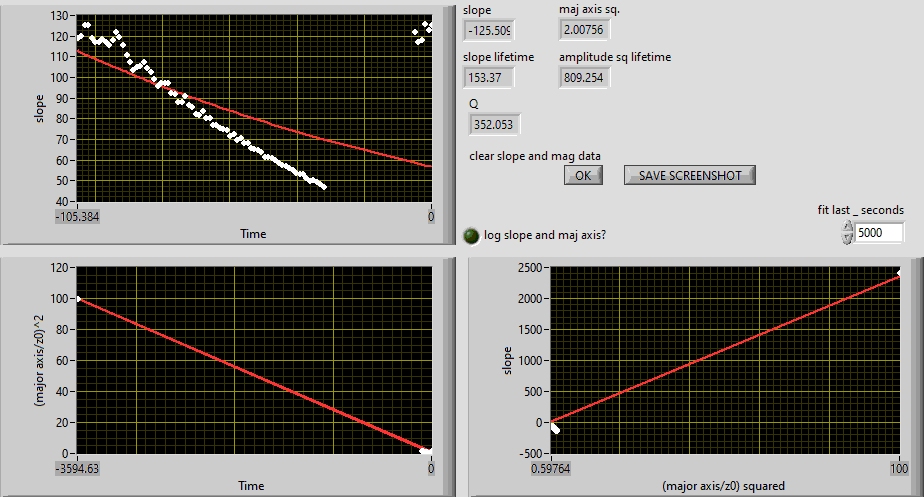 130
120
110
100
90
80
70
60
50
40
slope
-105.384
0
Time
slope
-125.509
maj axis sq.
2.00756
slope lifetime
153.37
amplitude sq lifetime
809.254
Q
352.053
clear slope and mag data
OK
SAVE SCREENSHOT
log slope and maj axis?
fit last _ seconds
5000
120
100
80
60
40
20
0
(major axis/z0)^2
-3594.63
0
Time
2500
2000
1500
1000
500
0
-500
slope
0.59764
100
(major axis/z0) squared